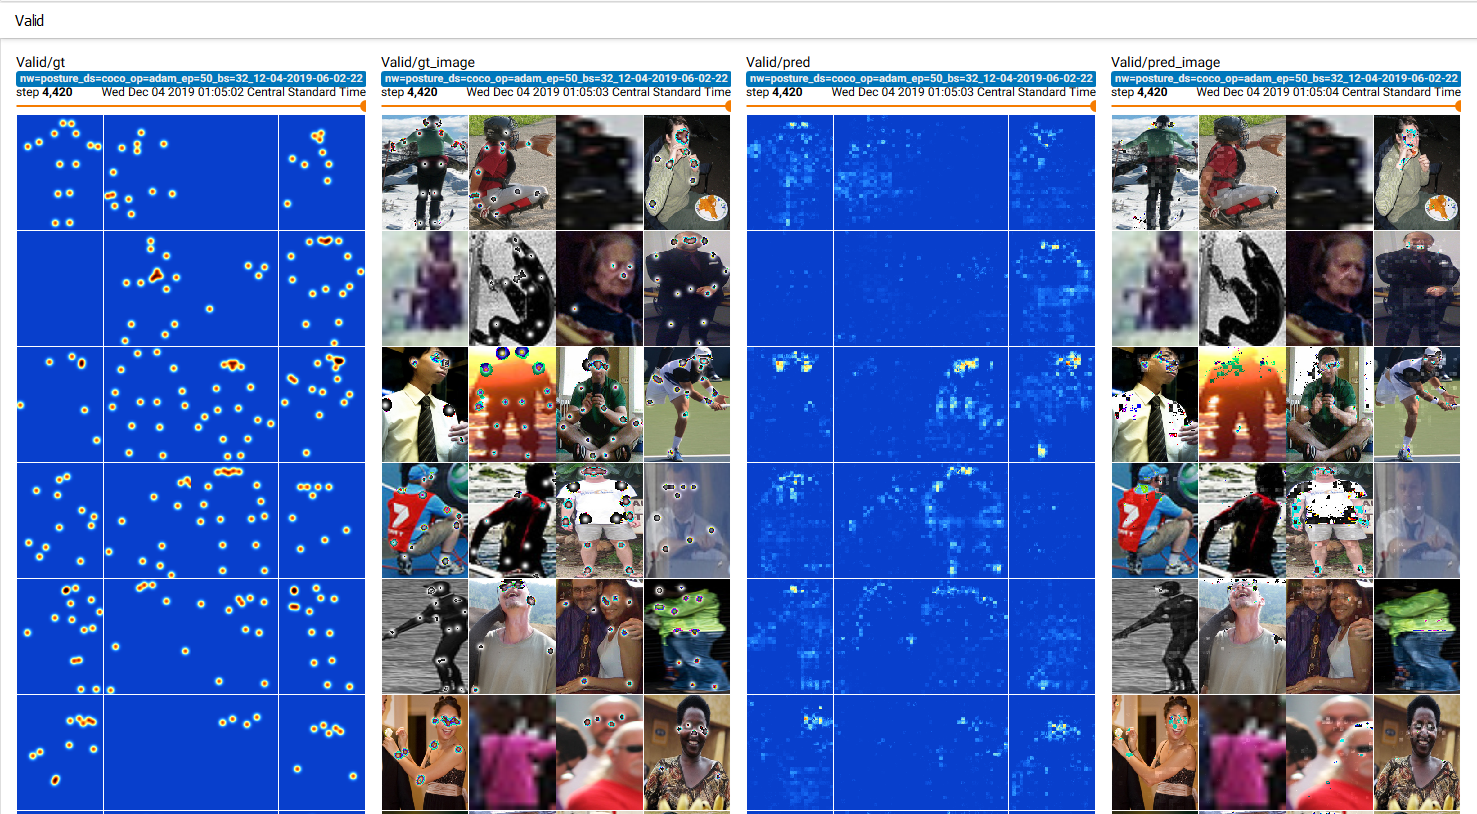 Valid
Valid/gt
nw=posture_ds=coco_op=adam_ep=50_bs=32_12-04-2019-06-02-22
step 4,420 Wed Dec 04 2019 01:05:02 Central Standard Time
Valid/gt_image
nw=posture_ds=coco_op=adam_ep=50_bs=32_12-04-2019-06-02-22
step 4,420 Wed Dec 04 2019 01:05:03 Central Standard Time
Valid/pred
nw=posture_ds=coco_op=adam_ep=50_bs=32_12-04-2019-06-02-22
step 4,420 Wed Dec 04 2019 01:05:03 Central Standard Time
Valid/pred_image
nw=posture_ds=coco_op=adam_ep=50_bs=32_12-04-2019-06-02-22
step 4,420 Wed Dec 04 2019 01:05:04 Central Standard Time
7
7